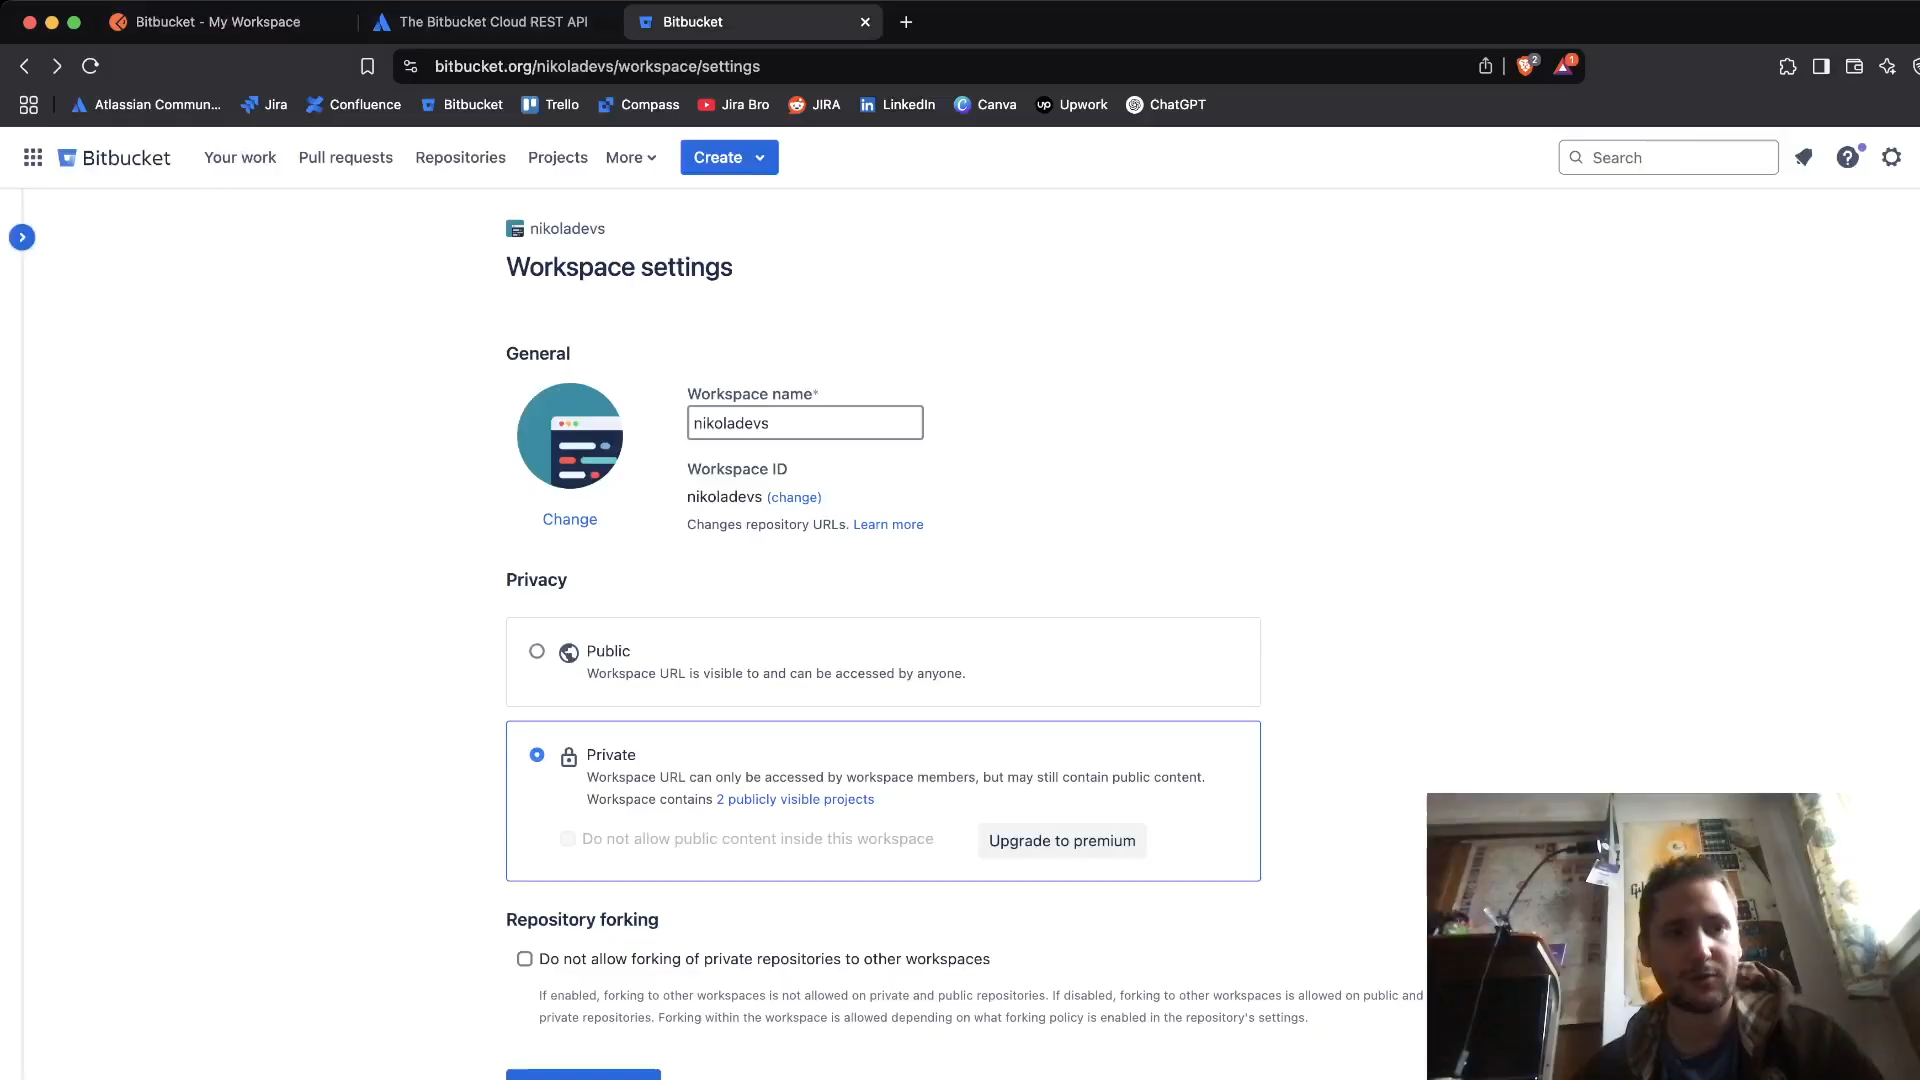 Bitbucket - My Workspace
The Bitbucket Cloud REST API
Bitbucket
bitbucket.org/nikoladevs/workspace/settings
2
1
Atlassian Commun...
Jira
Confluence
Bitbucket
Trello
Compass
Jira Bro
JIRA
LinkedIn
Canva
up Upwork
ChatGPT
Bitbucket
Your work
Pull requests
Repositories
Projects
More
Create
Search
nikoladevs
Workspace settings
General
Workspace name*
nikoladevs
Workspace ID
nikoladevs (change)
Changes repository URLs. Learn more
Change
Privacy
Public
Workspace URL is visible to and can be accessed by anyone.
Private
Workspace URL can only be accessed by workspace members, but may still contain public content.
Workspace contains 2 publicly visible projects
Do not allow public content inside this workspace
Upgrade to premium
Repository forking
Do not allow forking of private repositories to other workspaces
If enabled, forking to other workspaces is not allowed on private and public repositories. If disabled, forking to other workspaces is allowed on public and
private repositories. Forking within the workspace is allowed depending on what forking policy is enabled in the repository's settings.